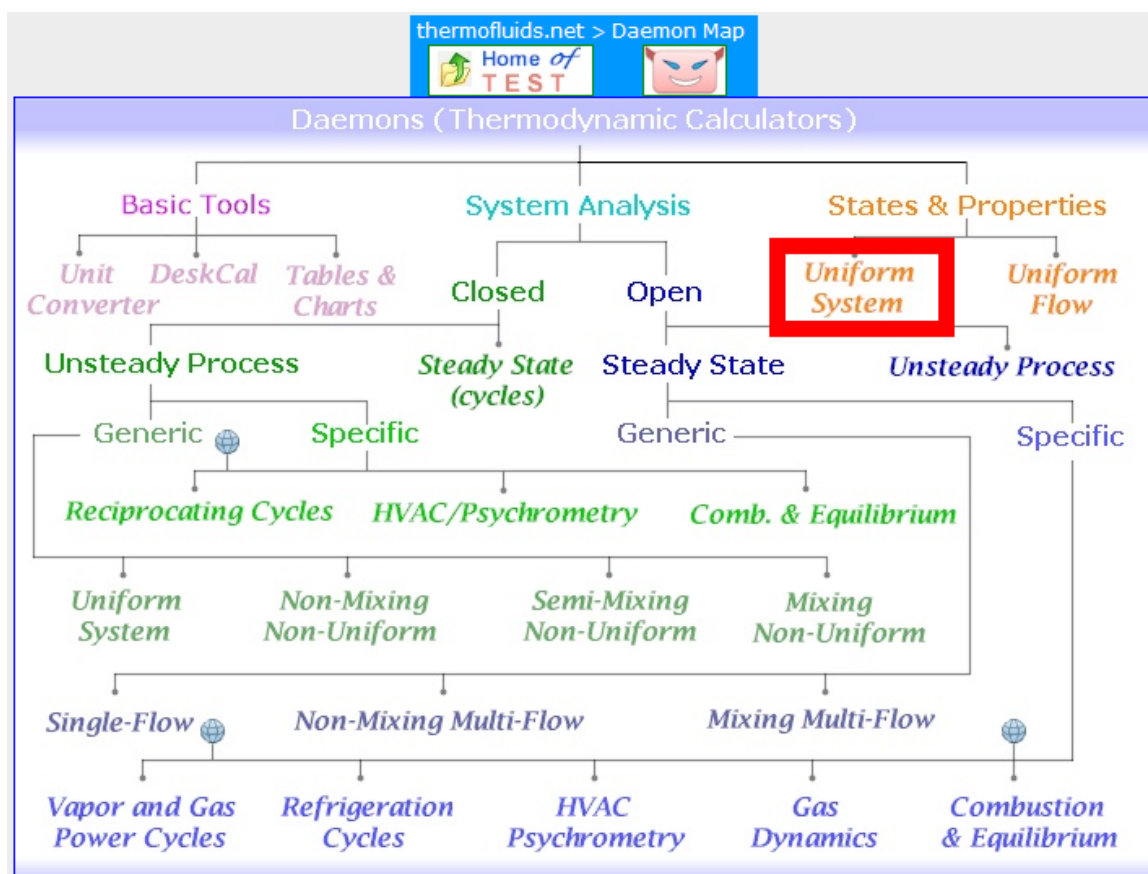 thermofluids.net > Daemon Map
Home of
TEST
Daemons (Thermodynamic Calculators)
Basic Tools
System Analysis
States & Properties
Unit
Converter
DeskCal
Tables &
Charts
Closed
Open
Uniform
System
Uniform
Flow
Unsteady Process
Steady State
(cycles)
Steady State
Unsteady Process
Generic
Specific
Generic
Specific
Reciprocating Cycles
HVAC/Psychrometry
Comb. & Equilibrium
Uniform
System
Non-Mixing
Non-Uniform
Semi-Mixing
Non-Uniform
Mixing
Non-Uniform
Single-Flow
Non-Mixing Multi-Flow
Mixing Multi-Flow
Vapor and Gas
Power Cycles
Refrigeration
Cycles
HVAC
Psychrometry
Gas
Dynamics
Combustion
& Equilibrium